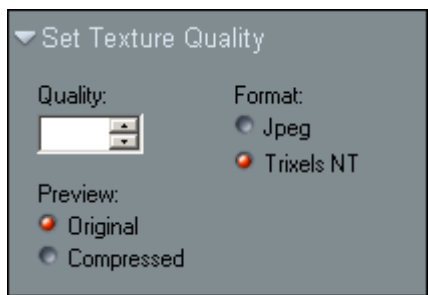 Set Texture Quality
Quality:
Format:
Jpeg
Trixels NT
Preview:
Original
Compressed